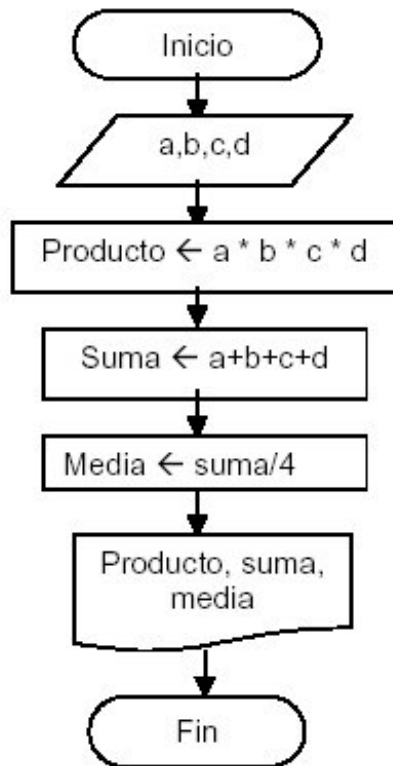 Inicio
a,b,c,d
Producto ← a * b * c * d
Suma ← a+b+c+d
Media ← suma/4
Producto, suma,
media
Fin